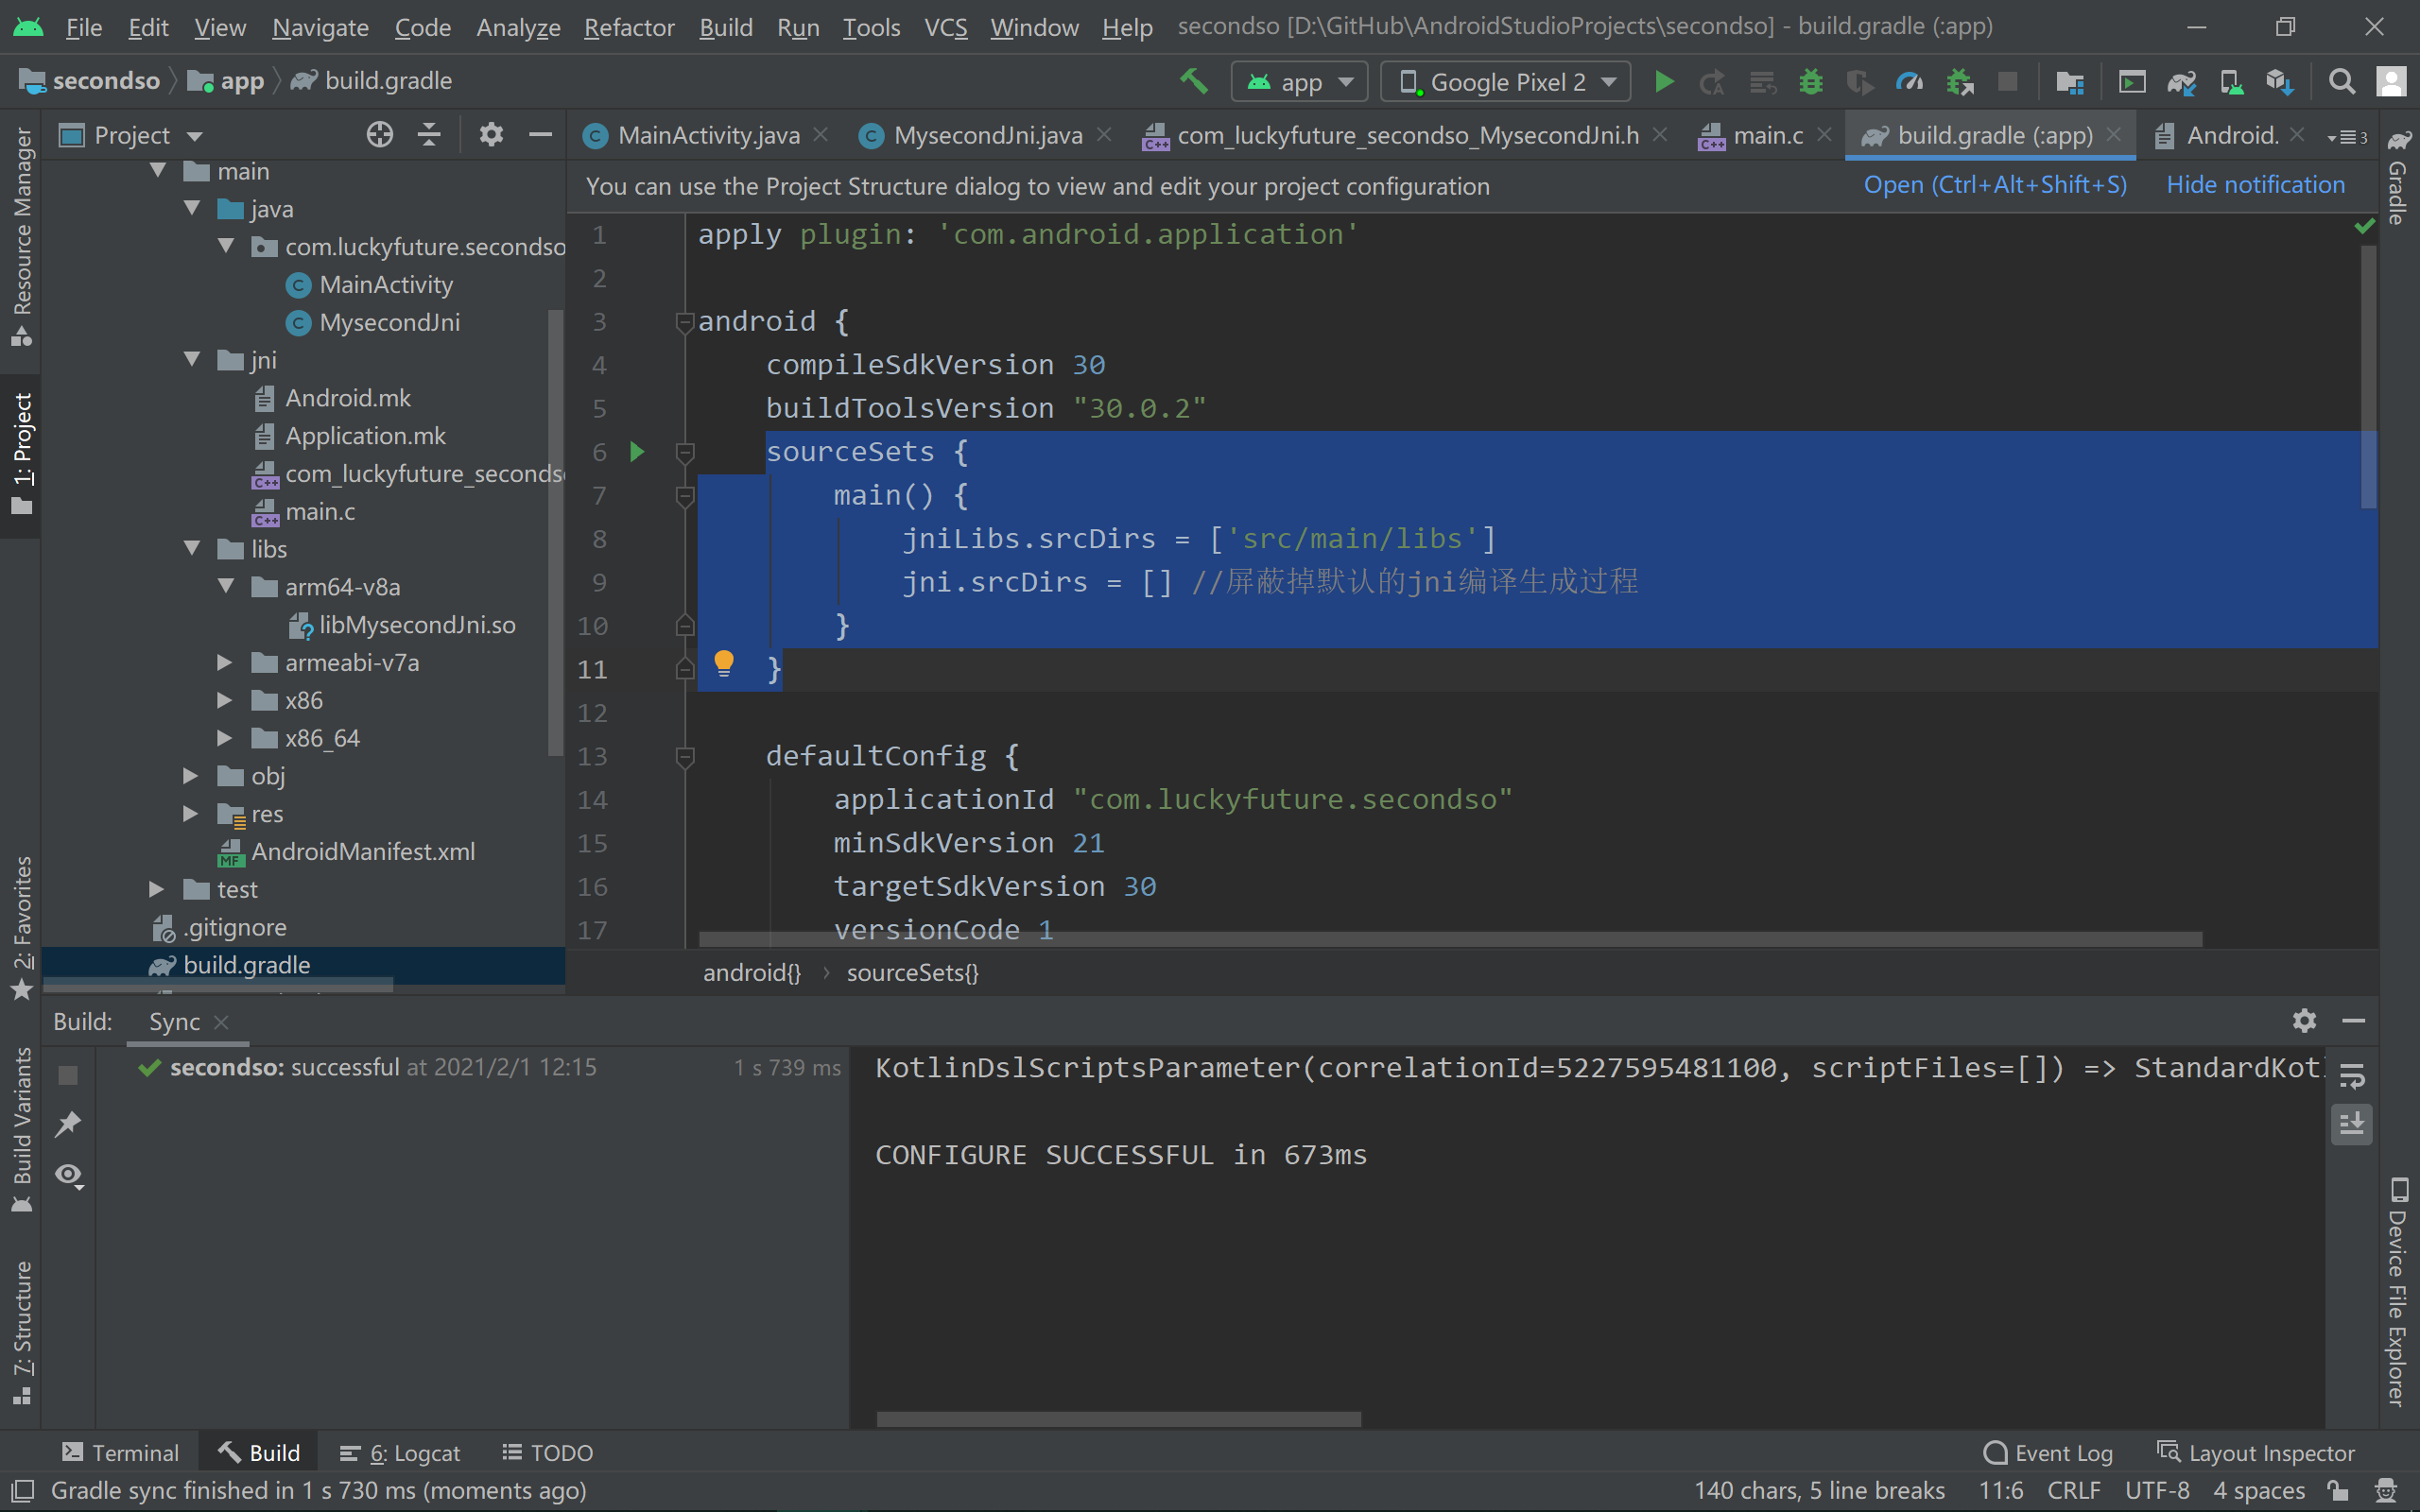 File Edit View Navigate Code Analyze Refactor Build Run Tools VCS Window Help secondso [D:\GitHub\AndroidStudioProjects\secondso] - build.gradle (:app)
secondso app build.gradle
app Google Pixel 2
Project
MainActivity.java MysecondJni.java com_luckyfuture_secondso_MysecondJni.h main.c build.gradle (:app) Android. 3
You can use the Project Structure dialog to view and edit your project configuration Open (Ctrl+Alt+Shift+S) Hide notification
Resource Manager
1: Project
2: Favorites
Build Variants
7: Structure
main
java
com.luckyfuture.secondso
MainActivity
MysecondJni
jni
Android.mk
Application.mk
com_luckyfuture_secondso
main.c
libs
arm64-v8a
libMysecondJni.so
armeabi-v7a
x86
x86_64
obj
res
AndroidManifest.xml
test
.gitignore
build.gradle
1 apply plugin: 'com.android.application'
2
3 android {
4 compileSdkVersion 30
5 buildToolsVersion "30.0.2"
6 sourceSets {
7 main() {
8 jniLibs.srcDirs = ['src/main/libs']
9 jni.srcDirs = [] //屏蔽掉默认的jni编译生成过程
10 }
11 }
12
13 defaultConfig {
14 applicationId "com.luckyfuture.secondso"
15 minSdkVersion 21
16 targetSdkVersion 30
17 versionCode 1
android{} › sourceSets{}
Gradle
Device File Explorer
Build: Sync
secondso: successful at 2021/2/1 12:15 1 s 739 ms
KotlinDslScriptsParameter(correlationId=5227595481100, scriptFiles=[]) => StandardKot
CONFIGURE SUCCESSFUL in 673ms
Terminal Build 6: Logcat TODO Event Log Layout Inspector
Gradle sync finished in 1 s 730 ms (moments ago) 140 chars, 5 line breaks 11:6 CRLF UTF-8 4 spaces